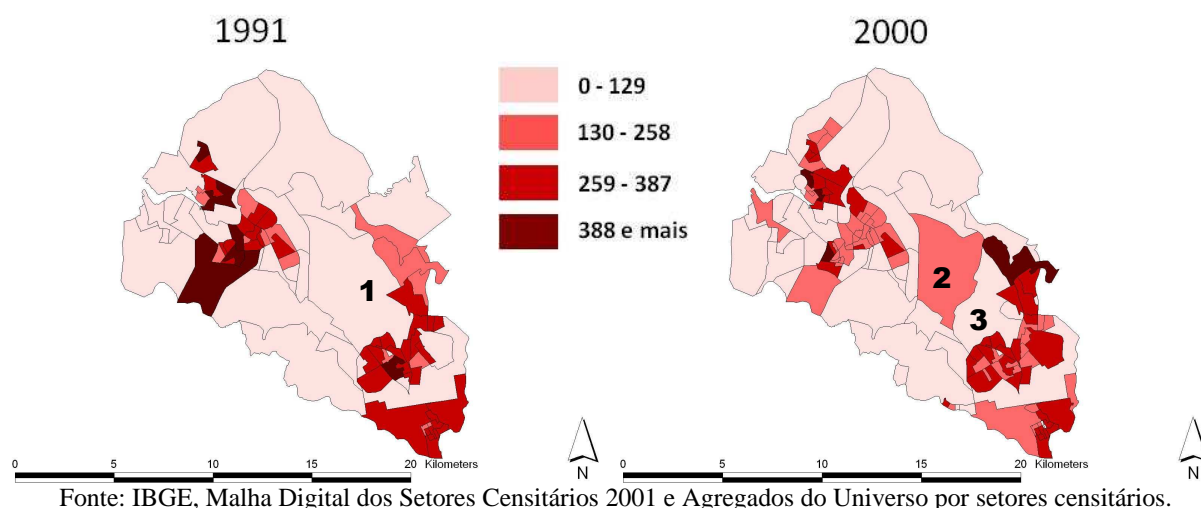 1991
2000
0 - 129
130 - 258
259 - 387
388 e mais
1
2
3
0 5 10 15 20 Kilometers
N
0 5 10 15 20 Kilometers
N
Fonte: IBGE, Malha Digital dos Setores Censitários 2001 e Agregados do Universo por setores censitários.